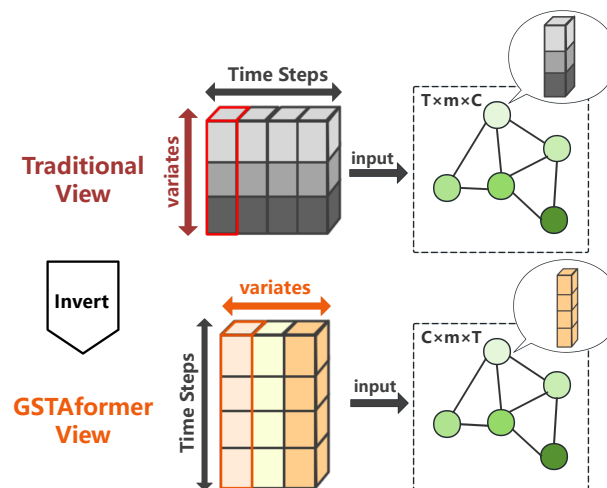 Time Steps
T×m×C
variates
Traditional
View
input
Invert
variates
C×m×T
Time Steps
GSTAformer
View
input